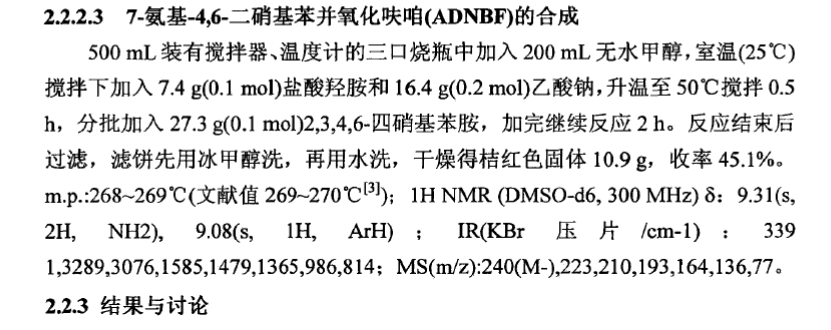 2.2.2.3 7-氨基-4,6-二硝基苯并氧化呋咱(ADNBF)的合成
500 mL 装有搅拌器、温度计的三口烧瓶中加入 200 mL 无水甲醇，室温(25℃)
搅拌下加入 7.4 g(0.1 mol)盐酸羟胺和 16.4 g(0.2 mol)乙酸钠，升温至 50℃搅拌 0.5
h，分批加入 27.3 g(0.1 mol)2,3,4,6-四硝基苯胺，加完继续反应 2 h。反应结束后
过滤，滤饼先用冰甲醇洗，再用水洗，干燥得桔红色固体 10.9 g，收率 45.1%。
m.p.:268~269℃(文献值 269~270℃[3])；1H NMR (DMSO-d6, 300 MHz) δ：9.31(s,
2H, NH2), 9.08(s, 1H, ArH) ； IR(KBr 压 片 /cm-1) ： 339
1,3289,3076,1585,1479,1365,986,814；MS(m/z):240(M-),223,210,193,164,136,77。
2.2.3 结果与讨论